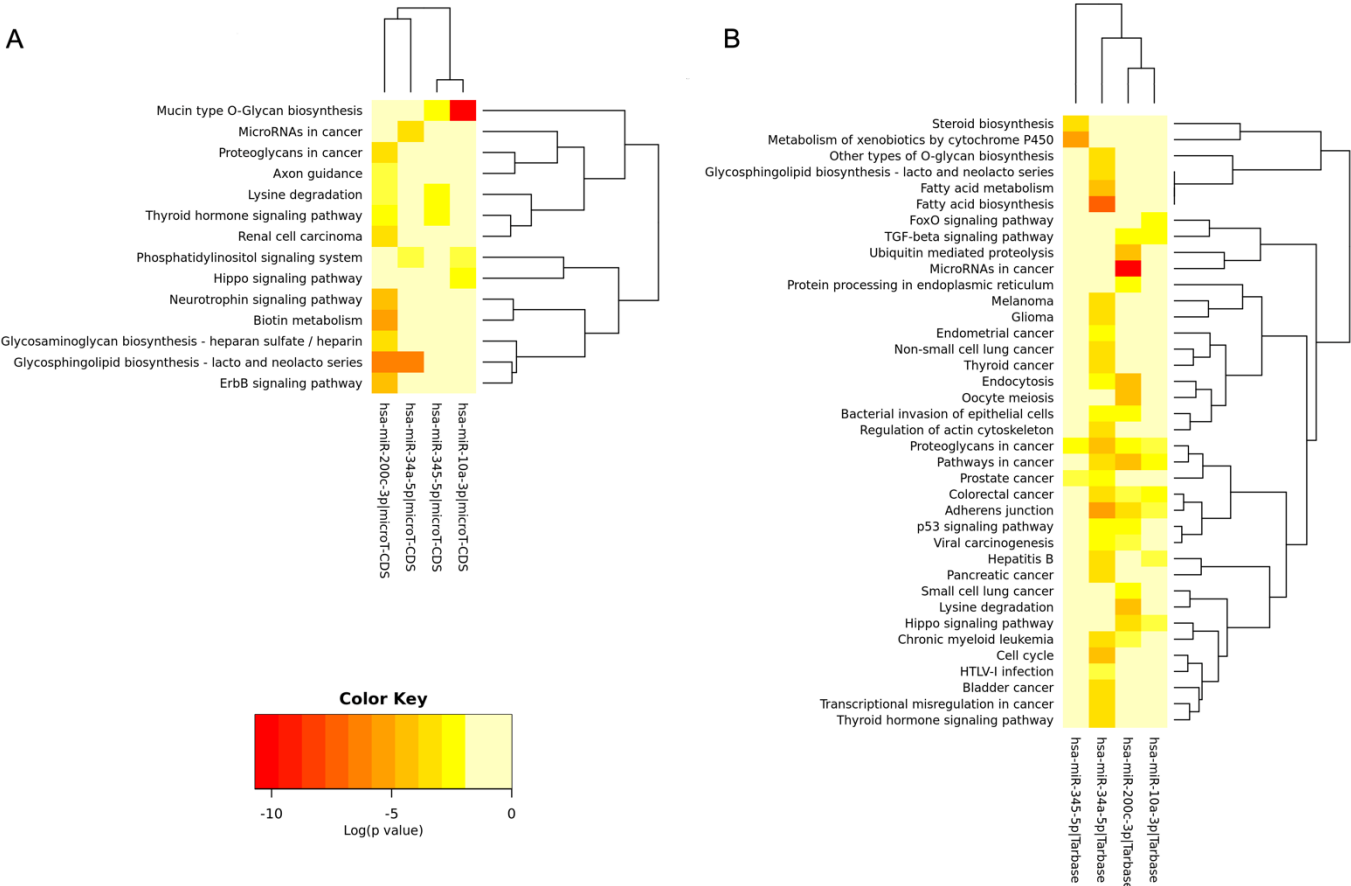 A
Mucin type O-Glycan biosynthesis
MicroRNAs in cancer
Proteoglycans in cancer
Axon guidance
Lysine degradation
Thyroid hormone signaling pathway
Renal cell carcinoma
Phosphatidylinositol signaling system
Hippo signaling pathway
Neurotrophin signaling pathway
Biotin metabolism
Glycosaminoglycan biosynthesis - heparan sulfate / heparin
Glycosphingolipid biosynthesis - lacto and neolacto series
ErbB signaling pathway
hsa-miR-200c-3p|microT-CDS
hsa-miR-34a-5p|microT-CDS
hsa-miR-345-5p|microT-CDS
hsa-miR-10a-3p|microT-CDS
Color Key
-10 -5 0
Log(p value)
B
Steroid biosynthesis
Metabolism of xenobiotics by cytochrome P450
Other types of O-glycan biosynthesis
Glycosphingolipid biosynthesis - lacto and neolacto series
Fatty acid metabolism
Fatty acid biosynthesis
FoxO signaling pathway
TGF-beta signaling pathway
Ubiquitin mediated proteolysis
MicroRNAs in cancer
Protein processing in endoplasmic reticulum
Melanoma
Glioma
Endometrial cancer
Non-small cell lung cancer
Thyroid cancer
Endocytosis
Oocyte meiosis
Bacterial invasion of epithelial cells
Regulation of actin cytoskeleton
Proteoglycans in cancer
Pathways in cancer
Prostate cancer
Colorectal cancer
Adherens junction
p53 signaling pathway
Viral carcinogenesis
Hepatitis B
Pancreatic cancer
Small cell lung cancer
Lysine degradation
Hippo signaling pathway
Chronic myeloid leukemia
Cell cycle
HTLV-I infection
Bladder cancer
Transcriptional misregulation in cancer
Thyroid hormone signaling pathway
hsa-miR-345-5p|Tarbase
hsa-miR-34a-5p|Tarbase
hsa-miR-200c-3p|Tarbase
hsa-miR-10a-3p|Tarbase